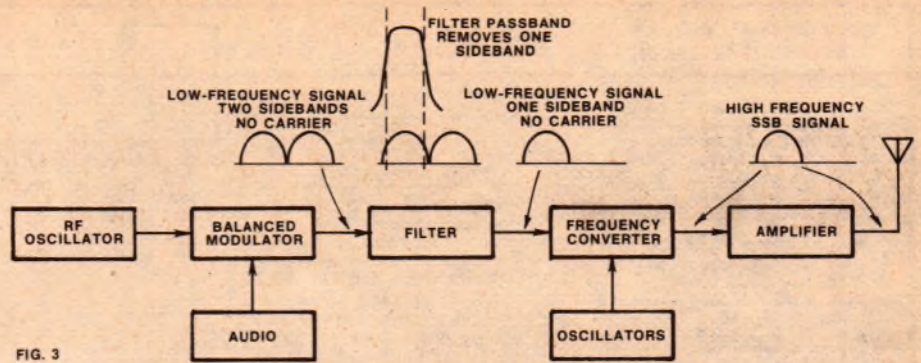 FILTER PASSBAND
REMOVES ONE
SIDEBAND
LOW-FREQUENCY SIGNAL
TWO SIDEBANDS
NO CARRIER
LOW-FREQUENCY SIGNAL
ONE SIDEBAND
NO CARRIER
HIGH FREQUENCY
SSB SIGNAL
RF
OSCILLATOR
BALANCED
MODULATOR
FILTER
FREQUENCY
CONVERTER
AMPLIFIER
AUDIO
OSCILLATORS
FIG. 3